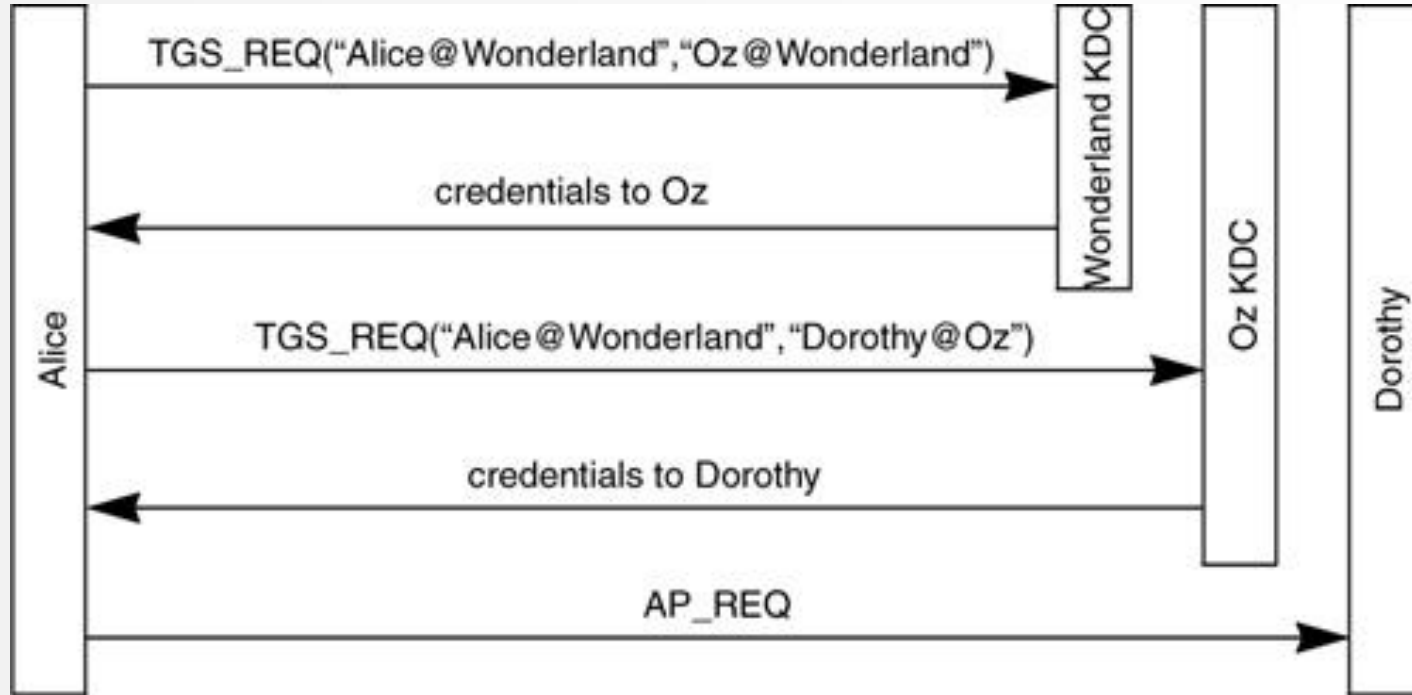 TGS_REQ(“Alice@Wonderland”,“Oz@Wonderland”)
Wonderland KDC
credentials to Oz
Oz KDC
Alice
TGS_REQ(“Alice@Wonderland”,“Dorothy@Oz”)
Dorothy
credentials to Dorothy
AP_REQ